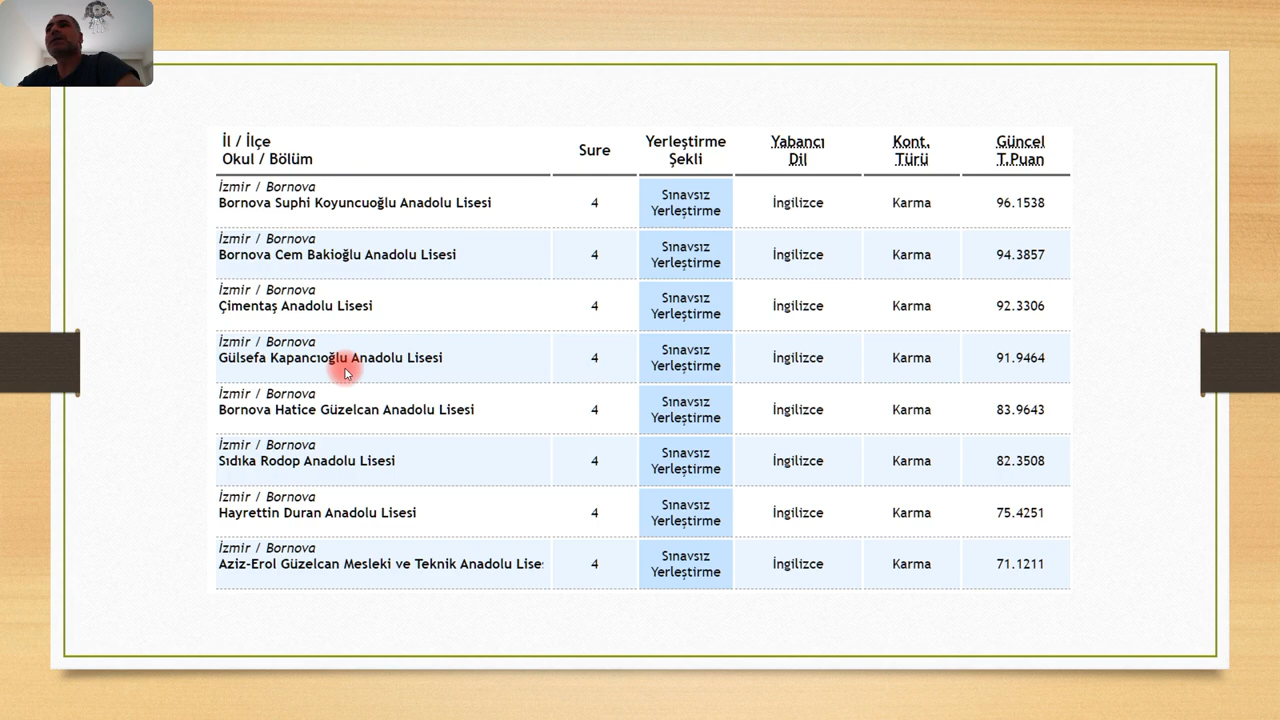 İl / İlçe
Okul / Bölüm
Sure
Yerleştirme
Şekli
Yabancı
Dil
Kont.
Türü
Güncel
T.Puan
İzmir / Bornova
Bornova Suphi Koyuncuoğlu Anadolu Lisesi
4
Sınavsız
Yerleştirme
İngilizce
Karma
96.1538
İzmir / Bornova
Bornova Cem Bakioğlu Anadolu Lisesi
4
Sınavsız
Yerleştirme
İngilizce
Karma
94.3857
İzmir / Bornova
Çimentaş Anadolu Lisesi
4
Sınavsız
Yerleştirme
İngilizce
Karma
92.3306
İzmir / Bornova
Gülsefa Kapancıoğlu Anadolu Lisesi
4
Sınavsız
Yerleştirme
İngilizce
Karma
91.9464
İzmir / Bornova
Bornova Hatice Güzelcan Anadolu Lisesi
4
Sınavsız
Yerleştirme
İngilizce
Karma
83.9643
İzmir / Bornova
Sıdıka Rodop Anadolu Lisesi
4
Sınavsız
Yerleştirme
İngilizce
Karma
82.3508
İzmir / Bornova
Hayrettin Duran Anadolu Lisesi
4
Sınavsız
Yerleştirme
İngilizce
Karma
75.4251
İzmir / Bornova
Aziz-Erol Güzelcan Mesleki ve Teknik Anadolu Lise
4
Sınavsız
Yerleştirme
İngilizce
Karma
71.1211